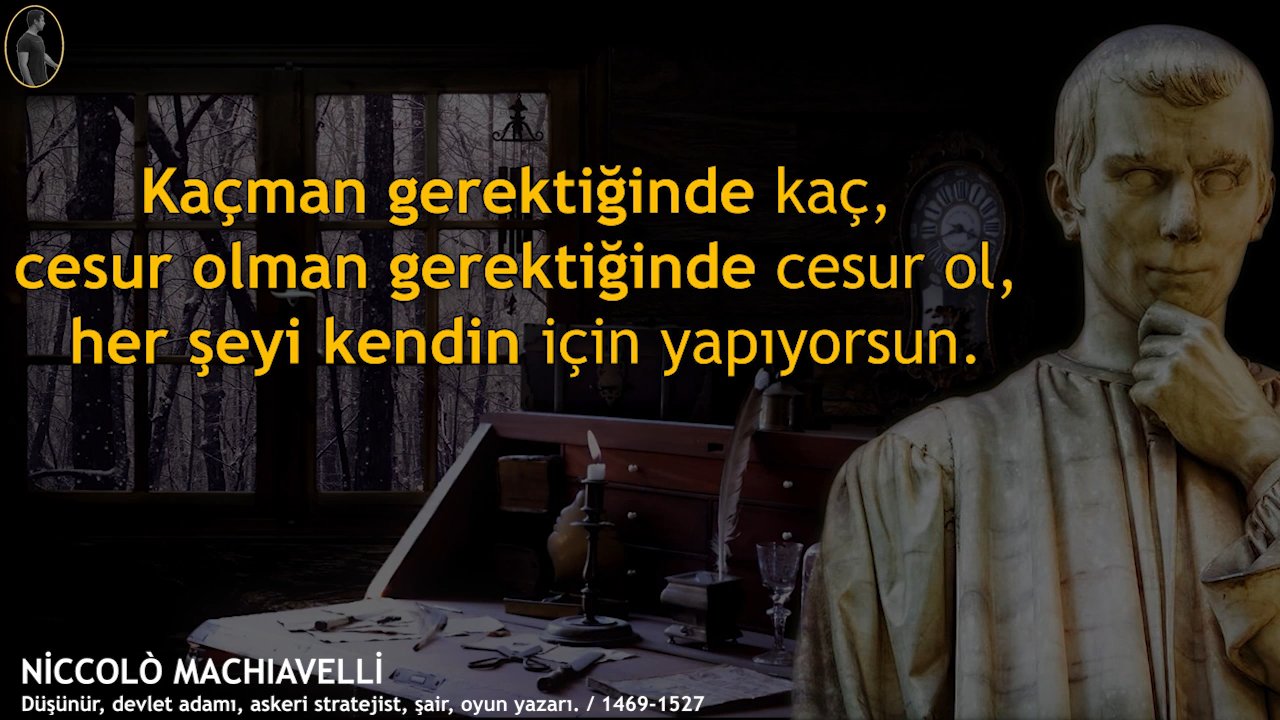 Kaçman gerektiğinde kaç,
cesur olman gerektiğinde cesur ol,
her şeyi kendin için yapıyorsun.
NİCCOLÒ MACHIAVELLİ
Düşünür, devlet adamı, askeri stratejist, şair, oyun yazarı. / 1469-1527